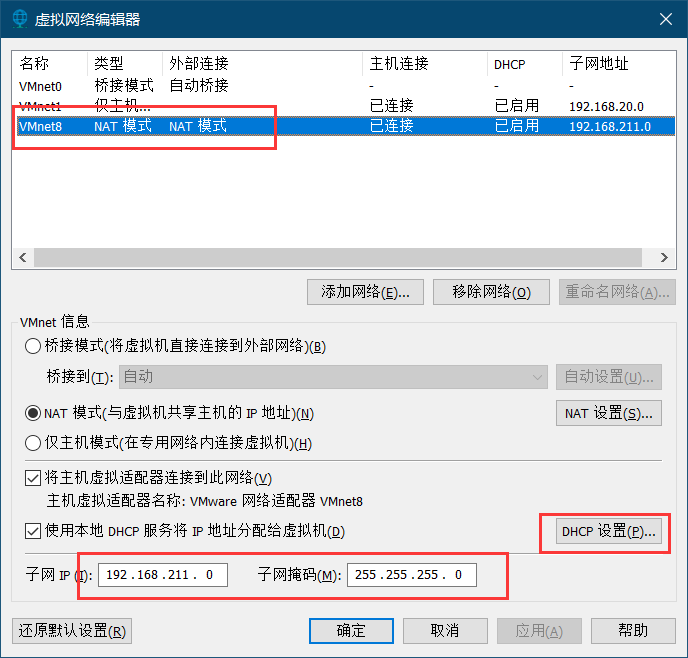 虚拟网络编辑器
名称 类型 外部连接 主机连接 DHCP 子网地址
VMnet0 桥接模式 自动桥接 - - -
VMnet1 仅主机... 已连接 已启用 192.168.20.0
VMnet8 NAT 模式 NAT 模式 已连接 已启用 192.168.211.0
添加网络(E)... 移除网络(O) 重命名网络(A)...
VMnet 信息
桥接模式(将虚拟机直接连接到外部网络)(B)
桥接到(T): 自动 自动设置(U)...
NAT 模式(与虚拟机共享主机的 IP 地址)(N) NAT 设置(S)...
仅主机模式(在专用网络内连接虚拟机)(H)
将主机虚拟适配器连接到此网络(V)
主机虚拟适配器名称: VMware 网络适配器 VMnet8
使用本地 DHCP 服务将 IP 地址分配给虚拟机(D) DHCP 设置(P)...
子网 IP (I): 192.168.211. 0 子网掩码(M): 255.255.255. 0
还原默认设置(R) 确定 取消 应用(A) 帮助